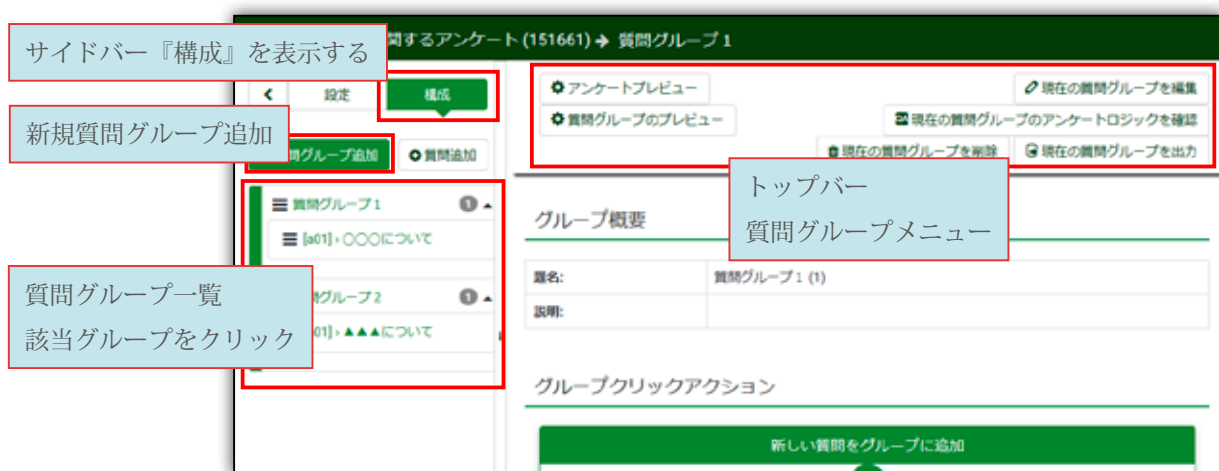 サイドバー『構成』を表示する
関するアンケート (151661) → 質問グループ 1
設定
構成
アンケートプレビュー
現在の質問グループを編集
新規質問グループ追加
質問グループのプレビュー
現在の質問グループのアンケートロジックを確認
グループ追加
質問追加
現在の質問グループを削除
現在の質問グループを出力
トップバー
質問グループメニュー
質問グループ1
1
[a01]›〇〇〇について
グループ概要
質問グループ一覧
該当グループをクリック
グループ2
1
01]›▲▲▲について
題名:
質問グループ 1 (1)
説明:
グループクリックアクション
新しい質問をグループに追加